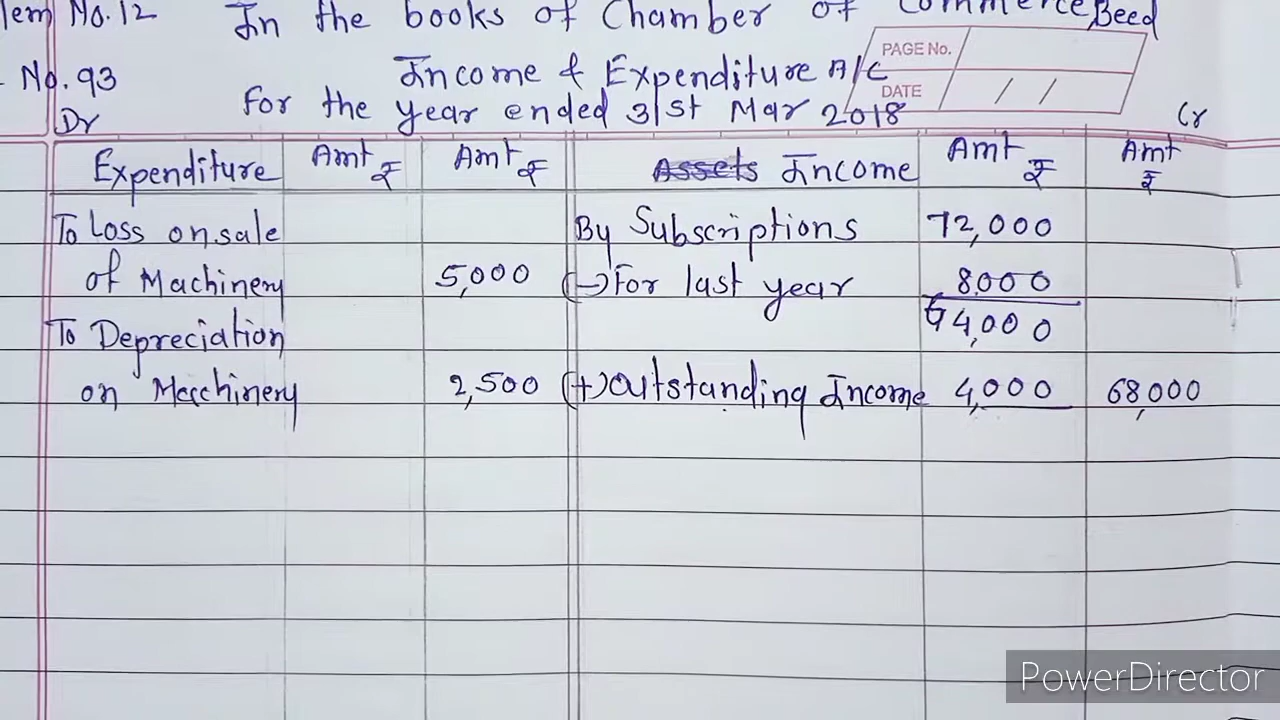 lem No.12 In the books of Chamber of Commerce, Beed
No.93 Income & Expenditure A/C PAGE No.
Dr For the year ended 31st Mar 2018 DATE / / Cr
Expenditure Amt ₹ Amt ₹ Assets Income Amt ₹ Amt ₹
To Loss on sale By Subscriptions 72,000
of Machinery 5,000 (-) For last year 8,000
64,000
To Depreciation
on Machinery 2,500 (+) Outstanding Income 4,000 68,000
PowerDirector